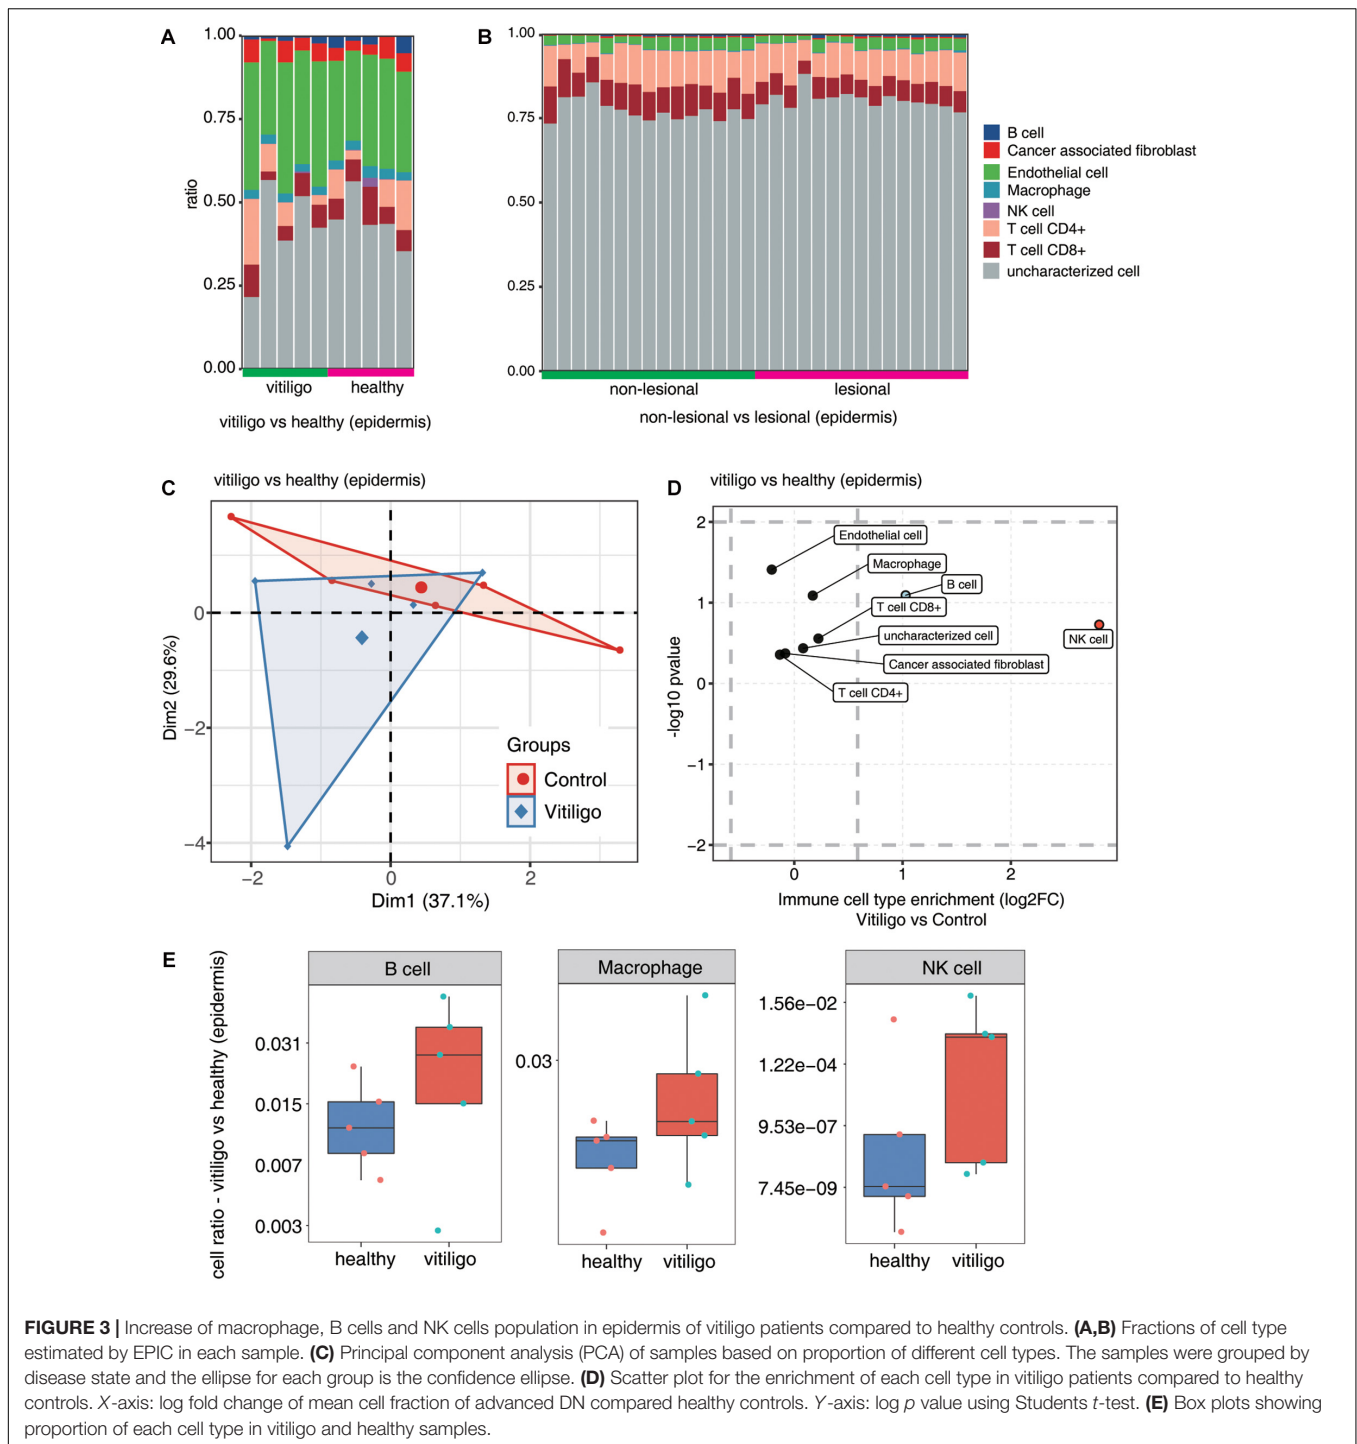 A
1.00
0.75
0.50
0.25
0.00
ratio
vitiligo
healthy
vitiligo vs healthy (epidermis)
B
1.00
0.75
0.50
0.25
0.00
non-lesional
lesional
non-lesional vs lesional (epidermis)
B cell
Cancer associated fibroblast
Endothelial cell
Macrophage
NK cell
T cell CD4+
T cell CD8+
uncharacterized cell
C
vitiligo vs healthy (epidermis)
0
−2
−4
Dim2 (29.6%)
−2
0
2
Dim1 (37.1%)
Groups
Control
Vitiligo
D
vitiligo vs healthy (epidermis)
2
1
0
−1
−2
-log10 pvalue
Endothelial cell
Macrophage
B cell
T cell CD8+
NK cell
uncharacterized cell
Cancer associated fibroblast
T cell CD4+
0
1
2
Immune cell type enrichment (log2FC)
Vitiligo vs Control
E
cell ratio - vitiligo vs healthy (epidermis)
B cell
0.031
0.015
0.007
0.003
healthy
vitiligo
Macrophage
0.03
healthy
vitiligo
NK cell
1.56e−02
1.22e−04
9.53e−07
7.45e−09
healthy
vitiligo
FIGURE 3 | Increase of macrophage, B cells and NK cells population in epidermis of vitiligo patients compared to healthy controls. (A,B) Fractions of cell type
estimated by EPIC in each sample. (C) Principal component analysis (PCA) of samples based on proportion of different cell types. The samples were grouped by
disease state and the ellipse for each group is the confidence ellipse. (D) Scatter plot for the enrichment of each cell type in vitiligo patients compared to healthy
controls. X-axis: log fold change of mean cell fraction of advanced DN compared healthy controls. Y-axis: log p value using Students t-test. (E) Box plots showing
proportion of each cell type in vitiligo and healthy samples.